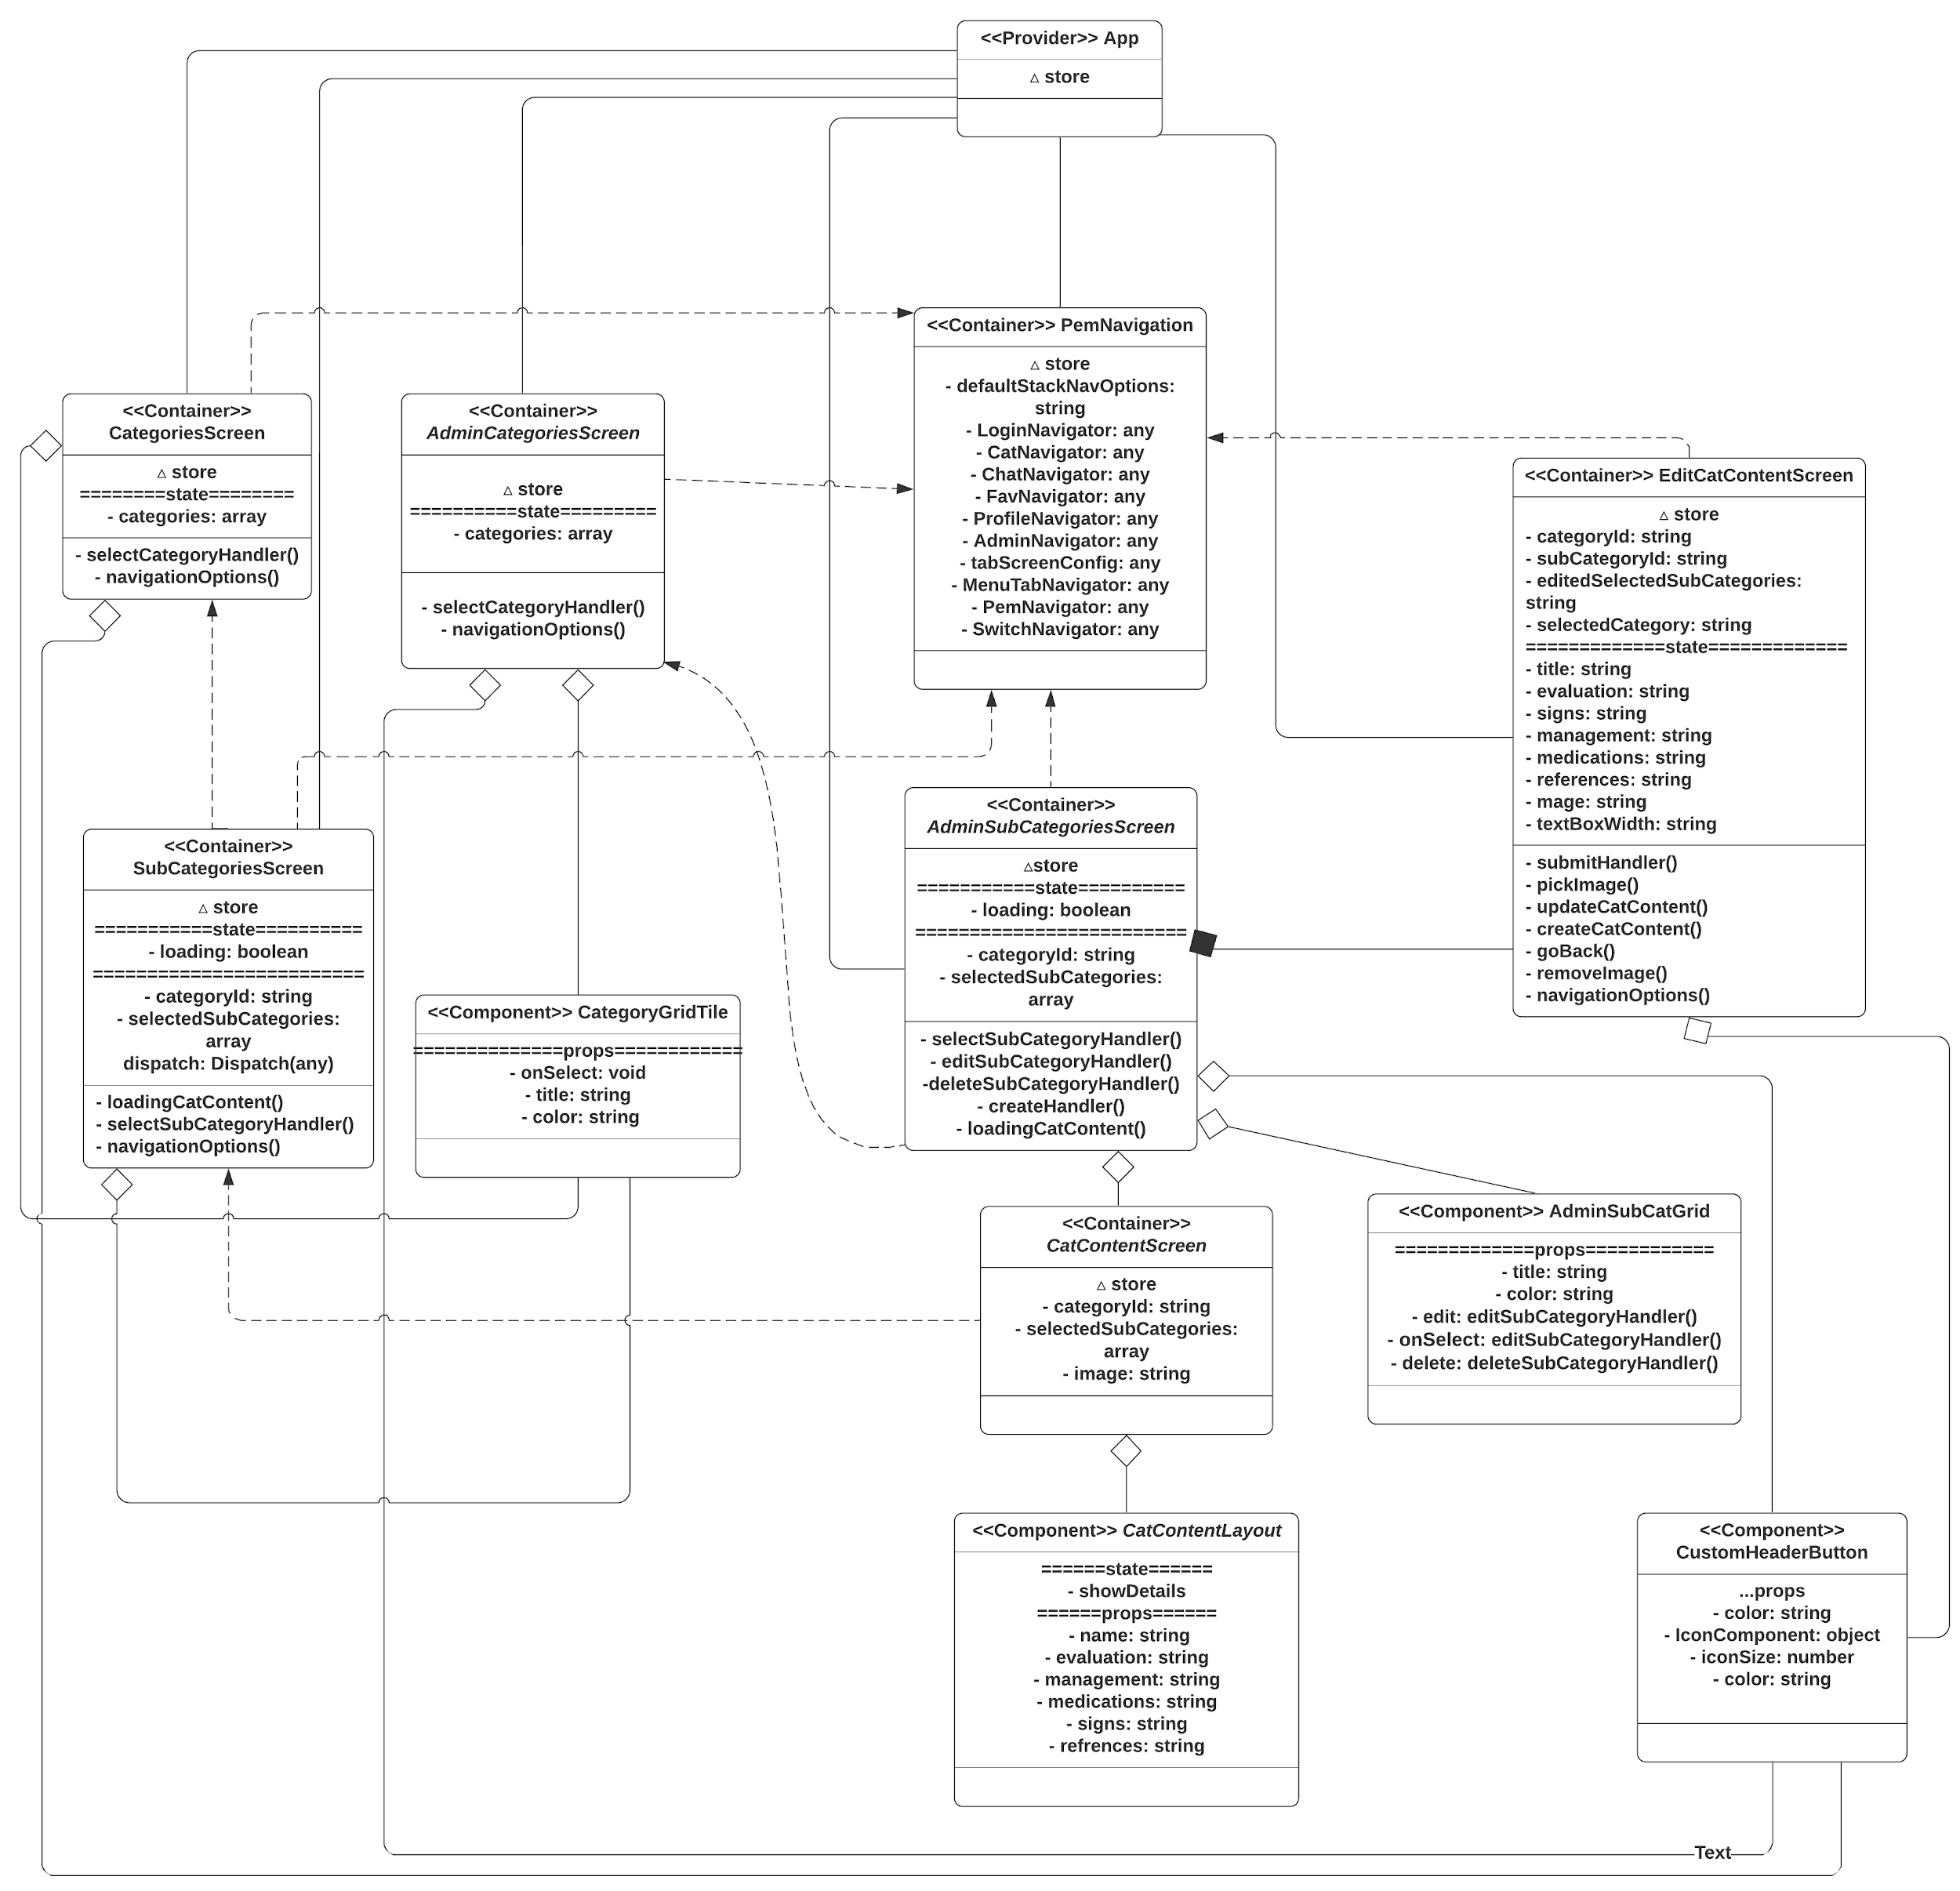 <<Provider>> App
△ store
<<Container>> PemNavigation
△ store
- defaultStackNavOptions:
string
- LoginNavigator: any
- CatNavigator: any
- ChatNavigator: any
- FavNavigator: any
- ProfileNavigator: any
- AdminNavigator: any
- tabScreenConfig: any
- MenuTabNavigator: any
- PemNavigator: any
- SwitchNavigator: any
<<Container>>
CategoriesScreen
△ store
========state========
- categories: array
- selectCategoryHandler()
- navigationOptions()
<<Container>>
AdminCategoriesScreen
△ store
==========state=========
- categories: array
- selectCategoryHandler()
- navigationOptions()
<<Container>> EditCatContentScreen
△ store
- categoryId: string
- subCategoryId: string
- editedSelectedSubCategories:
string
- selectedCategory: string
=============state=============
- title: string
- evaluation: string
- signs: string
- management: string
- medications: string
- references: string
- mage: string
- textBoxWidth: string
- submitHandler()
- pickImage()
- updateCatContent()
- createCatContent()
- goBack()
- removeImage()
- navigationOptions()
<<Container>>
SubCategoriesScreen
△ store
===========state==========
- loading: boolean
=========================
- categoryId: string
- selectedSubCategories:
array
dispatch: Dispatch(any)
- loadingCatContent()
- selectSubCategoryHandler()
- navigationOptions()
<<Container>>
AdminSubCategoriesScreen
△store
===========state==========
- loading: boolean
=========================
- categoryId: string
- selectedSubCategories:
array
- selectSubCategoryHandler()
- editSubCategoryHandler()
-deleteSubCategoryHandler()
- createHandler()
- loadingCatContent()
<<Component>> CategoryGridTile
==============props============
- onSelect: void
- title: string
- color: string
<<Container>>
CatContentScreen
△ store
- categoryId: string
- selectedSubCategories:
array
- image: string
<<Component>> AdminSubCatGrid
=============props============
- title: string
- color: string
- edit: editSubCategoryHandler()
- onSelect: editSubCategoryHandler()
- delete: deleteSubCategoryHandler()
<<Component>> CatContentLayout
======state======
- showDetails
======props======
- name: string
- evaluation: string
- management: string
- medications: string
- signs: string
- refrences: string
<<Component>>
CustomHeaderButton
...props
- color: string
- IconComponent: object
- iconSize: number
- color: string
Text